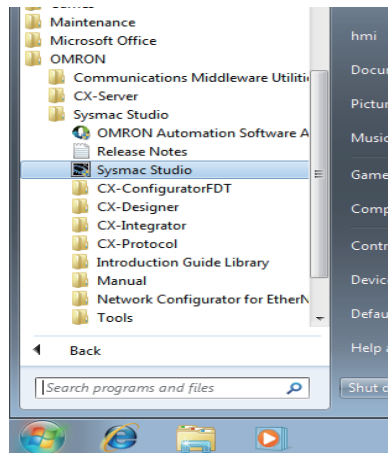 Maintenance
Microsoft Office
OMRON
Communications Middleware Utiliti
CX-Server
Sysmac Studio
OMRON Automation Software A
Release Notes
Sysmac Studio
CX-ConfiguratorFDT
CX-Designer
CX-Integrator
CX-Protocol
Introduction Guide Library
Manual
Network Configurator for EtherN
Tools
Back
Search programs and files
hmi
Docu
Pictur
Music
Game
Comp
Contr
Device
Defau
Help a
Shut d